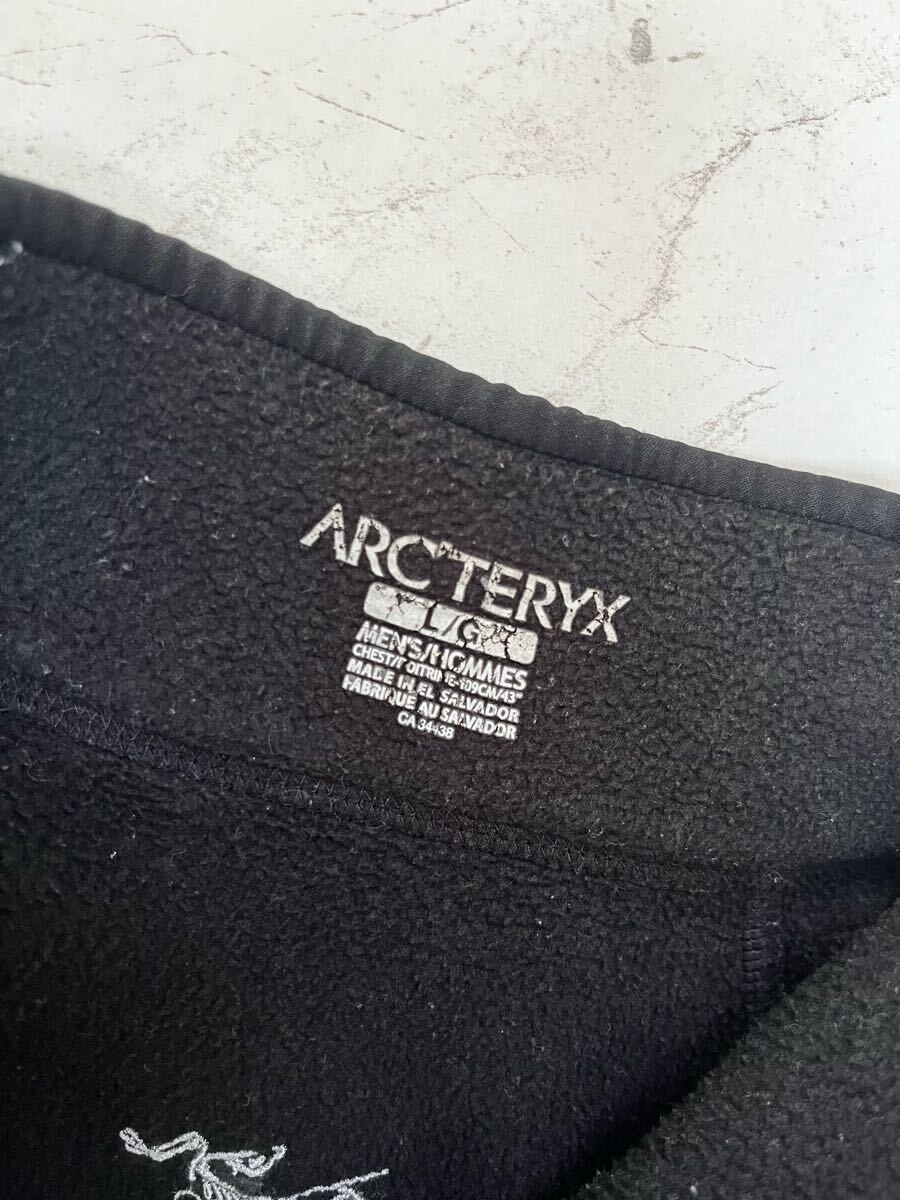 ARC'TERYX
L/G
MEN'S/HOMMES
CHEST/POITRINE-109CM/43"
MADE IN EL SALVADOR
FABRIQUE AU SALVADOR
CA 34438